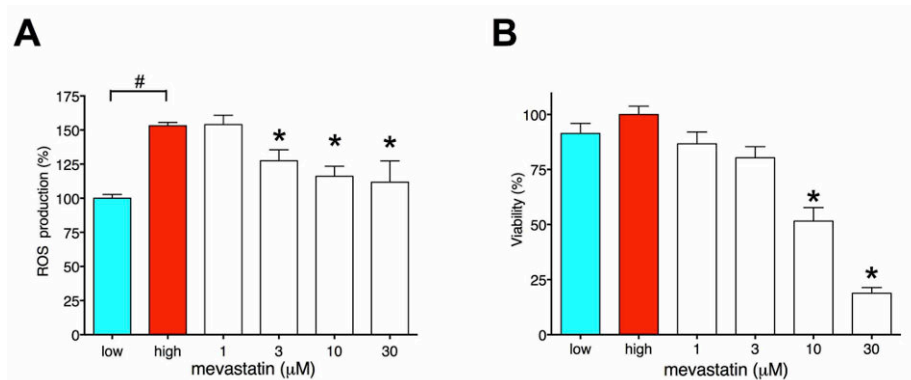 A
#
ROS production (%)
175
150
125
100
75
50
25
0
* * *
low high 1 3 10 30
mevastatin (μM)
B
Viability (%)
100
75
50
25
0
*
*
low high 1 3 10 30
mevastatin (μM)